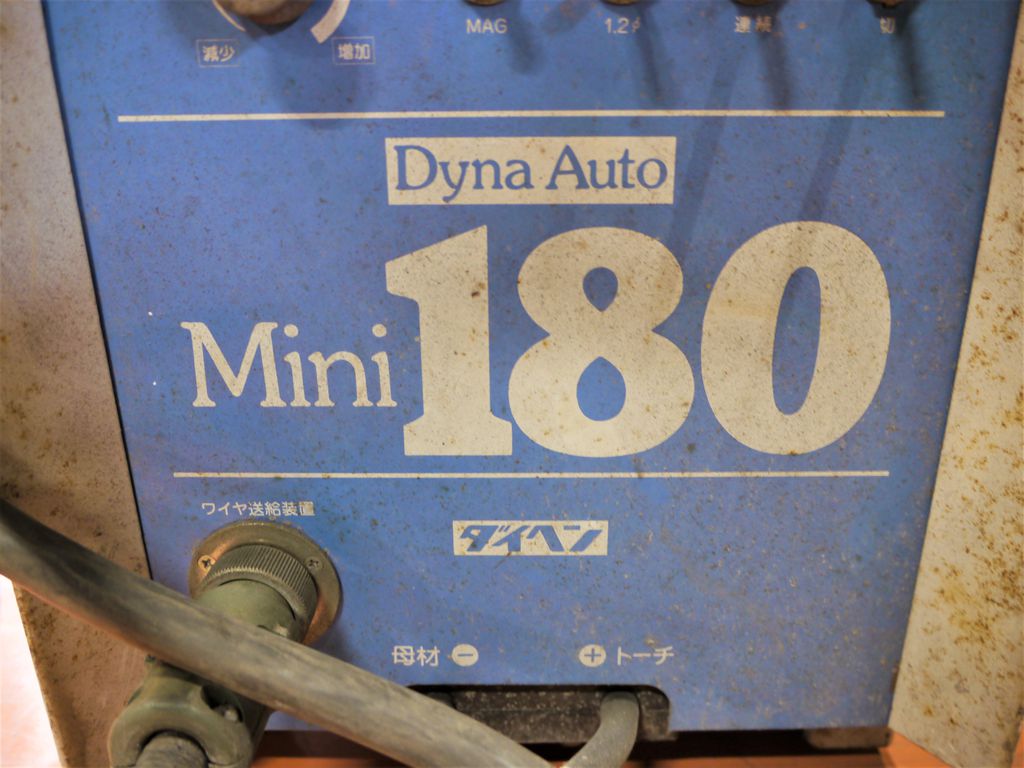 MAG 1.2φ 連続 切
減少 増加
Dyna Auto
Mini 180
ワイヤ送給装置
ダイヘン
母材 − + トーチ